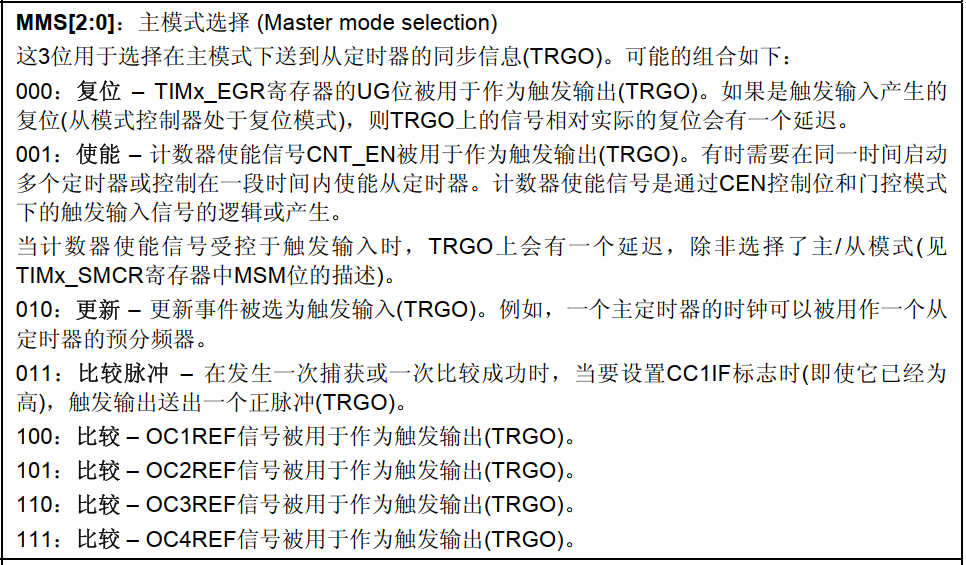 MMS[2:0]：主模式选择 (Master mode selection)
这3位用于选择在主模式下送到从定时器的同步信息(TRGO)。可能的组合如下：
000：复位 – TIMx_EGR寄存器的UG位被用于作为触发输出(TRGO)。如果是触发输入产生的
复位(从模式控制器处于复位模式)，则TRGO上的信号相对实际的复位会有一个延迟。
001：使能 – 计数器使能信号CNT_EN被用于作为触发输出(TRGO)。有时需要在同一时间启动
多个定时器或控制在一段时间内使能从定时器。计数器使能信号是通过CEN控制位和门控模式
下的触发输入信号的逻辑或产生。
当计数器使能信号受控于触发输入时，TRGO上会有一个延迟，除非选择了主/从模式(见
TIMx_SMCR寄存器中MSM位的描述)。
010：更新 – 更新事件被选为触发输入(TRGO)。例如，一个主定时器的时钟可以被用作一个从
定时器的预分频器。
011：比较脉冲 – 在发生一次捕获或一次比较成功时，当要设置CC1IF标志时(即使它已经为
高)，触发输出送出一个正脉冲(TRGO)。
100：比较 – OC1REF信号被用于作为触发输出(TRGO)。
101：比较 – OC2REF信号被用于作为触发输出(TRGO)。
110：比较 – OC3REF信号被用于作为触发输出(TRGO)。
111：比较 – OC4REF信号被用于作为触发输出(TRGO)。